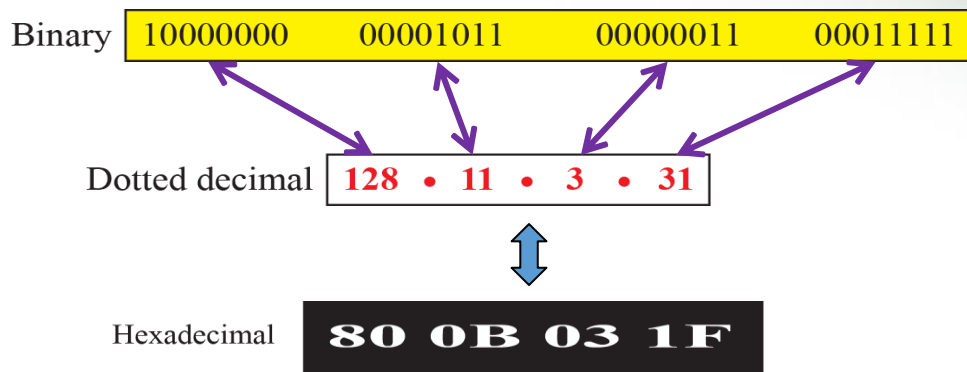 Binary 10000000 00001011 00000011 00011111
Dotted decimal 128 • 11 • 3 • 31
Hexadecimal 80 0B 03 1F